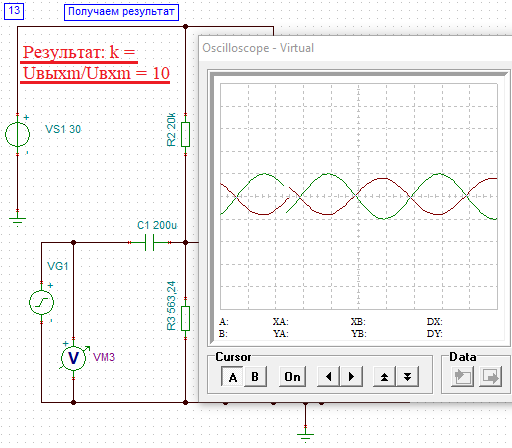 13
Получаем результат
Результат: k =
Uвыхm/Uвхm = 10
Oscilloscope - Virtual
+
VS1 30
-
R2 20k
C1 200u
VG1
+
-
R3 563,24
+
V
VM3
A: XA: XB: DX:
B: YA: YB: DY:
Cursor
A B On
Data